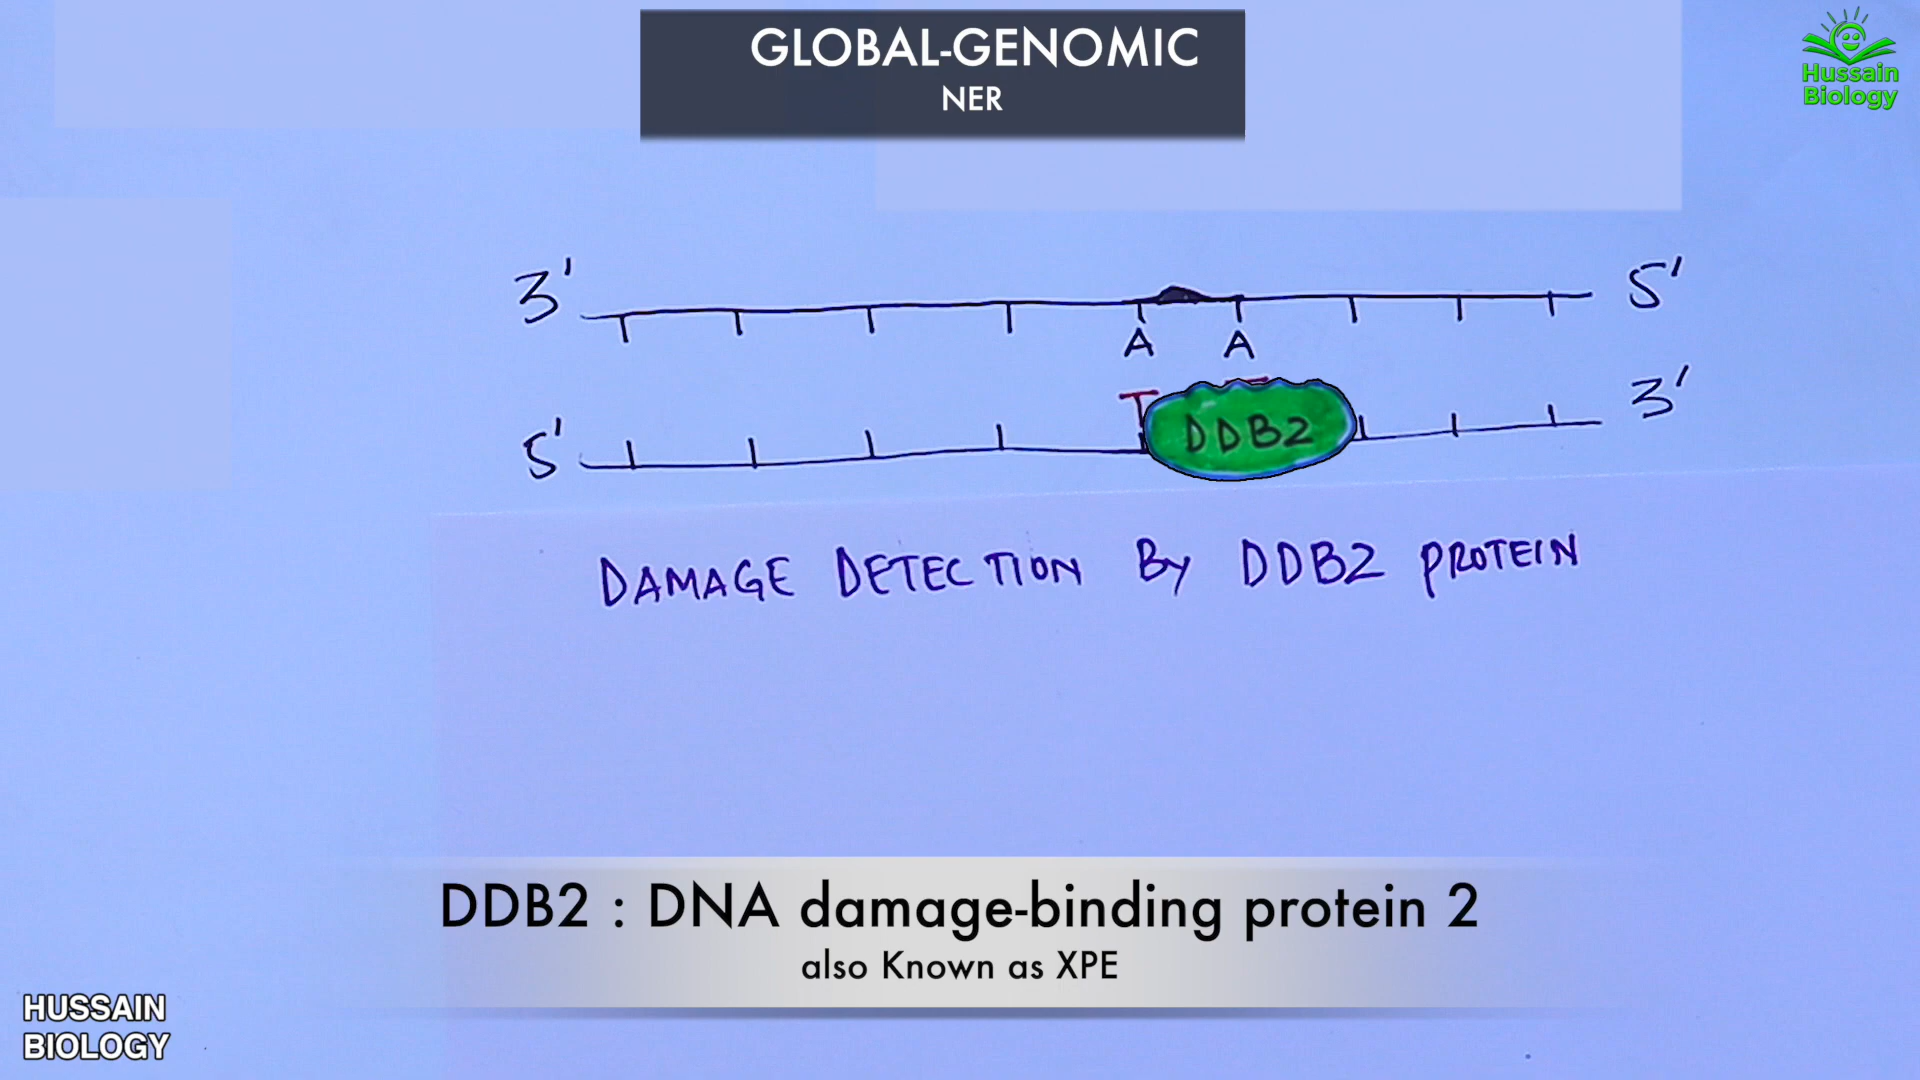 GLOBAL-GENOMIC
NER
Hussain
Biology
3' 5'
A A
T
5' DDB2 3'
DAMAGE DETECTION By DDB2 PROTEIN
DDB2 : DNA damage-binding protein 2
also Known as XPE
HUSSAIN
BIOLOGY